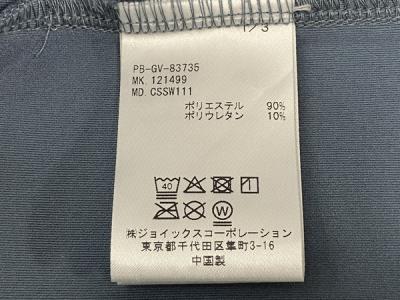 1/3
PB-GV-83735
MK. 121499
MD. CSSW111
ポリエステル 90%
ポリウレタン 10%
40
W
㈱ジョイックスコーポレーション
東京都千代田区隼町3-16
中国製